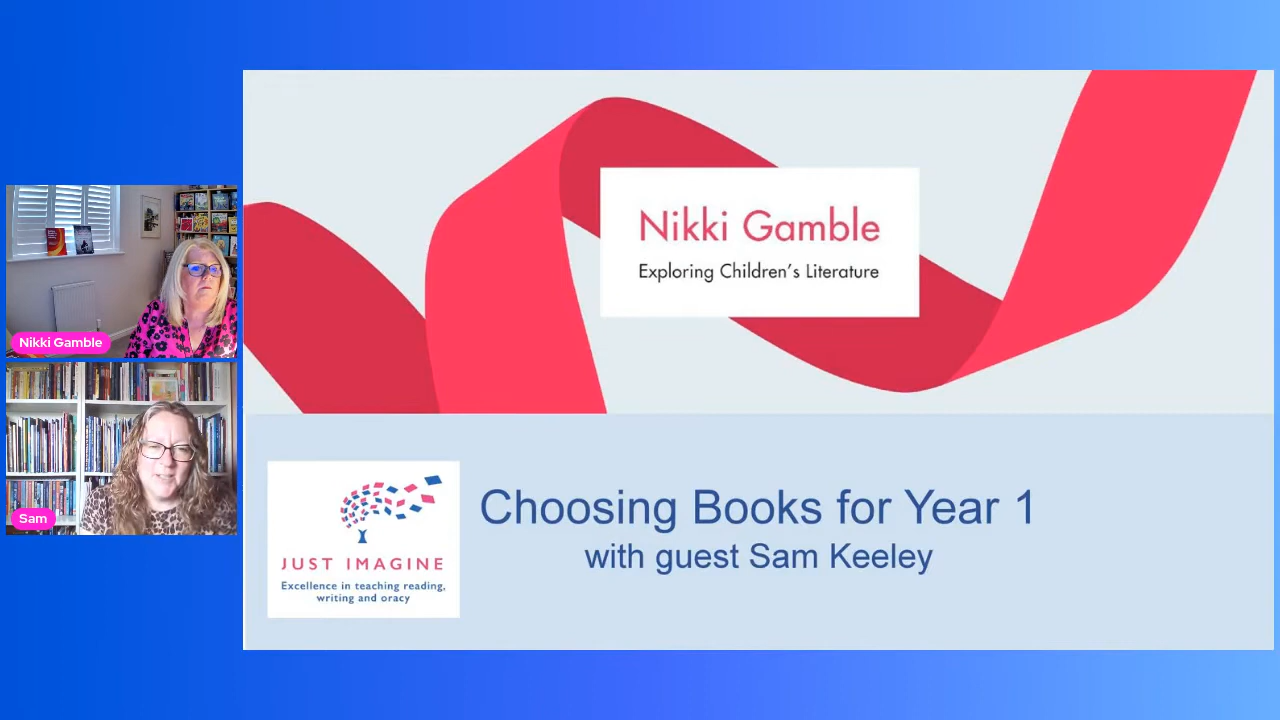 Nikki Gamble
Sam
Nikki Gamble
Exploring Children's Literature
JUST IMAGINE
Excellence in teaching reading,
writing and oracy
Choosing Books for Year 1
with guest Sam Keeley